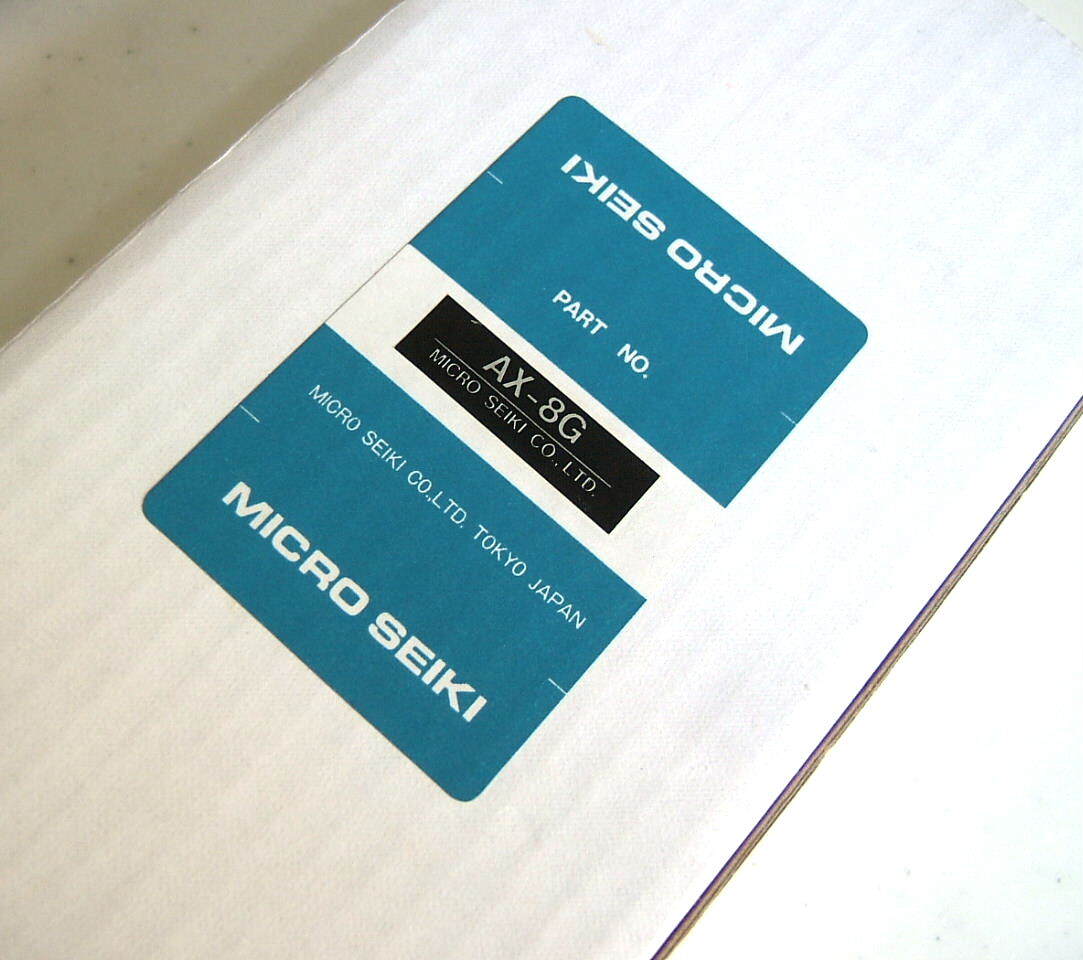 MICRO SEIKI
PART NO.
AX-8G
MICRO SEIKI CO., LTD.
MICRO SEIKI CO.,LTD. TOKYO JAPAN
MICRO SEIKI